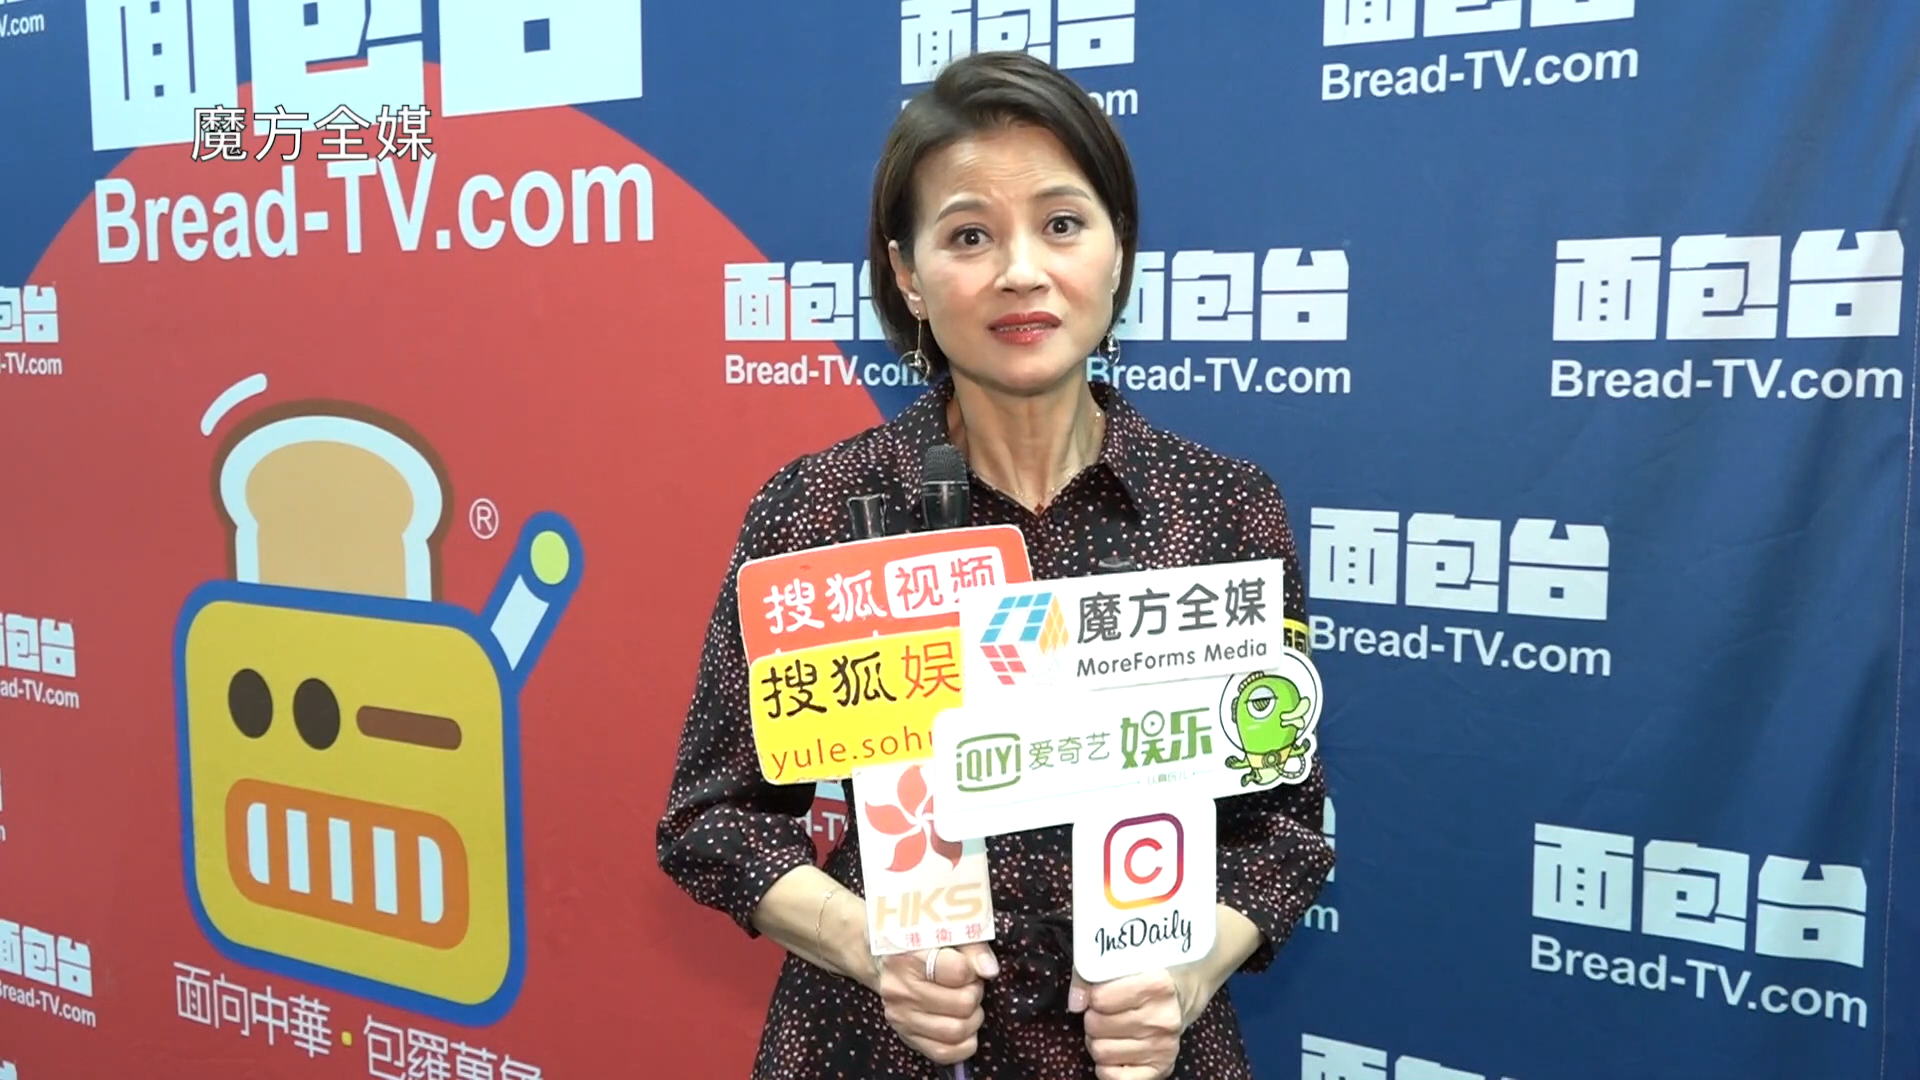 面包台
Bread-TV.com
魔方全媒
面包台
Bread-TV.com
面包台
Bread-TV.com
面包台
Bread-TV.com
面包台
Bread-TV.com
面包台
Bread-TV.com
面包台
Bread-TV.com
®
面向中華·包羅萬象
搜狐视频
搜狐娱
yule.sohu
魔方全媒
MoreForms Media
iQIYI 爱奇艺 娱乐
HKS
港衛視
C
InsDaily